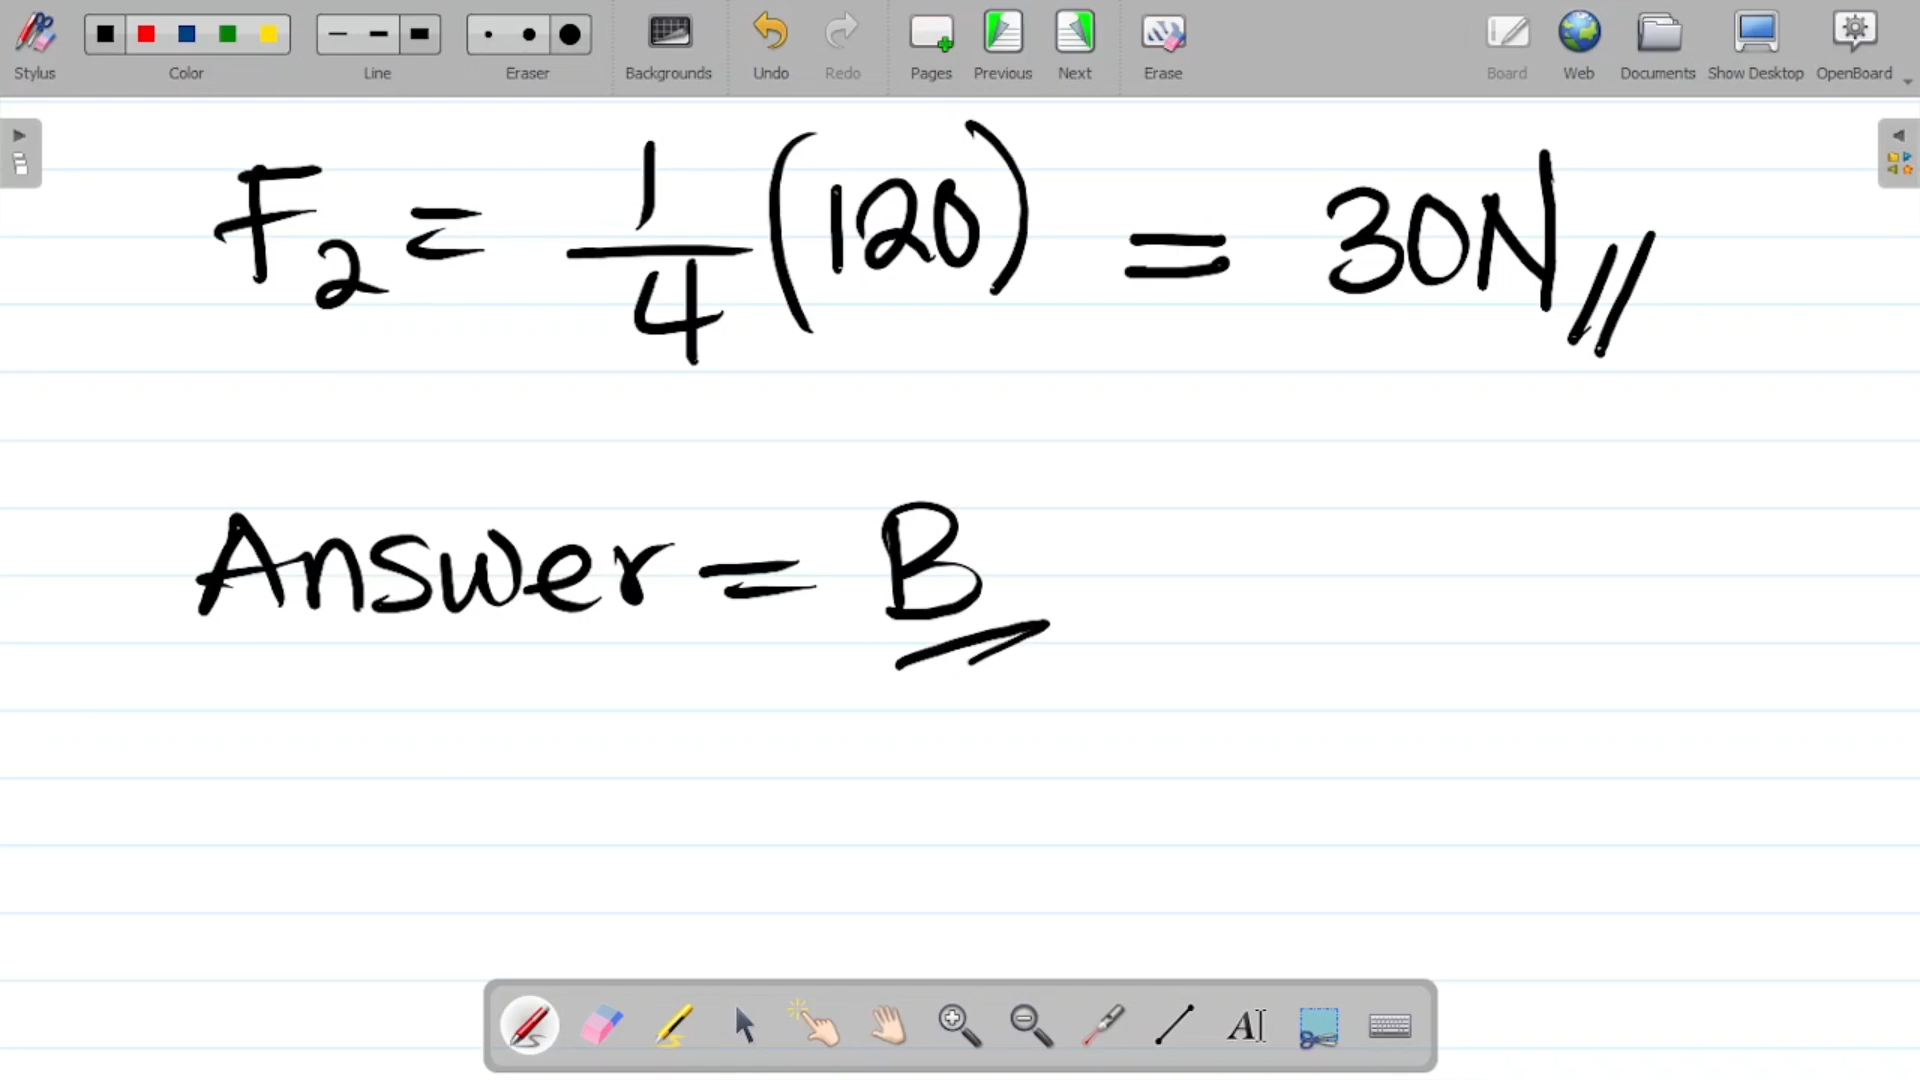 Stylus Color Line Eraser Backgrounds Undo Redo Pages Previous Next Erase Board Web Documents Show Desktop OpenBoard
F₂ = 1/4 (120) = 30N
Answer = B